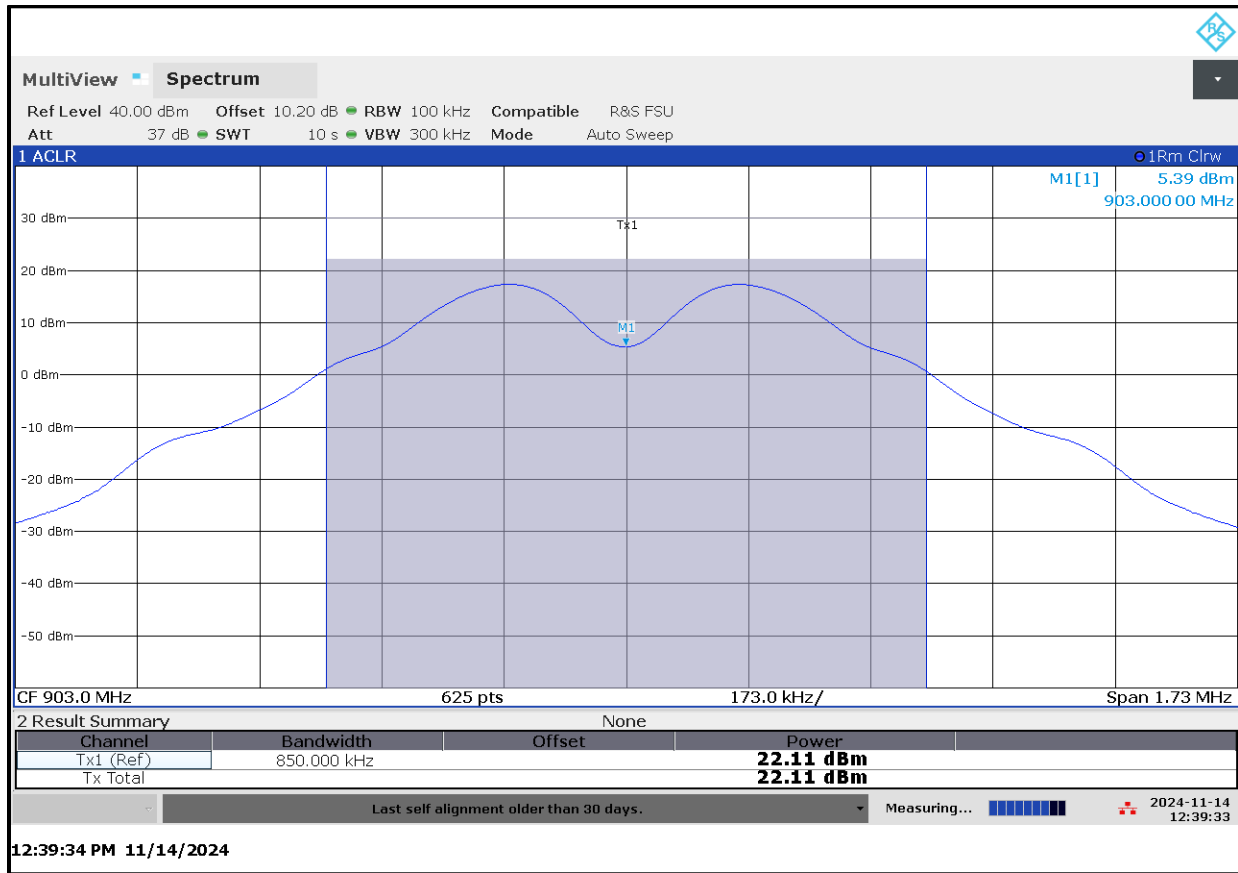 R&S
MultiView Spectrum
Ref Level 40.00 dBm Offset 10.20 dB RBW 100 kHz Compatible R&S FSU
Att 37 dB SWT 10 s VBW 300 kHz Mode Auto Sweep
1 ACLR 1Rm Clrw
M1[1] 5.39 dBm
903.000 00 MHz
30 dBm
Tx1
20 dBm
10 dBm
M1
0 dBm
-10 dBm
-20 dBm
-30 dBm
-40 dBm
-50 dBm
CF 903.0 MHz 625 pts 173.0 kHz/ Span 1.73 MHz
2 Result Summary None
Channel Bandwidth Offset Power
Tx1 (Ref) 850.000 kHz 22.11 dBm
Tx Total 22.11 dBm
Last self alignment older than 30 days. Measuring... 2024-11-14
12:39:33
12:39:34 PM 11/14/2024